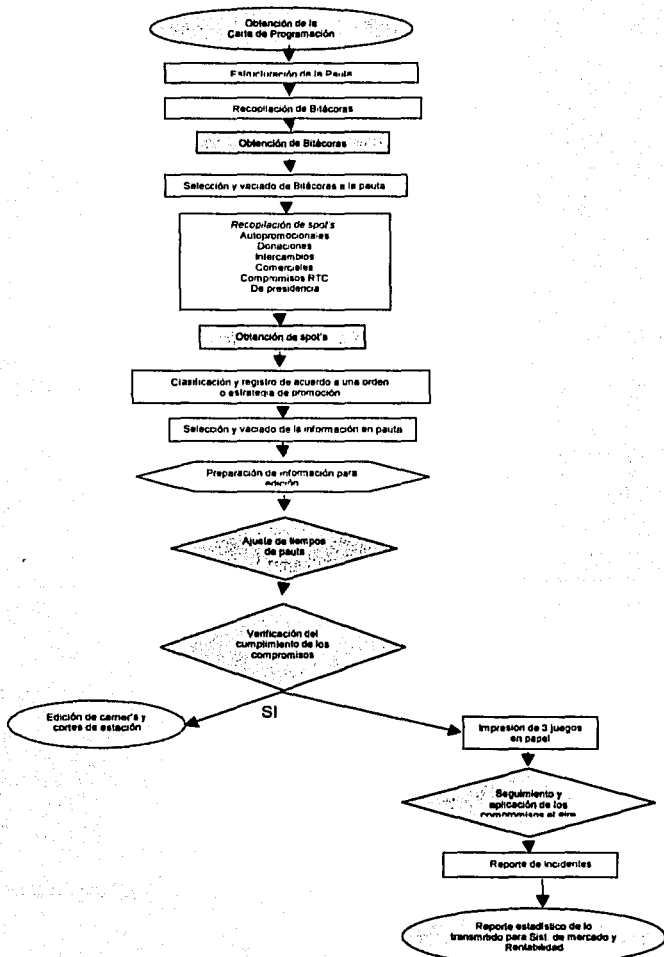 Obtención de la
Carta de Programación
Estructuración de la Pauta
Recopilación de Bitácoras
Obtención de Bitácoras
Selección y vaciado de Bitácoras a la pauta
Recopilación de spot's
Autopromocionales
Donaciones
Intercambios
Comerciales
Compromisos RTC
De presidencia
Obtención de spot's
Clasificación y registro de acuerdo a una orden
o estrategia de promoción
Selección y vaciado de la información en pauta
Preparación de información para
edición
Ajuste de tiempos
de pauta
Verificación del
cumplimiento de los
compromisos
SI
Edición de carner's y
cortes de estación
Impresión de 3 juegos
en papel
Seguimiento y
aplicación de los
compromisos al aire
Reporte de Incidentes
Reporte estadístico de lo
transmitido para Sist. de mercado y
Rentabilidad